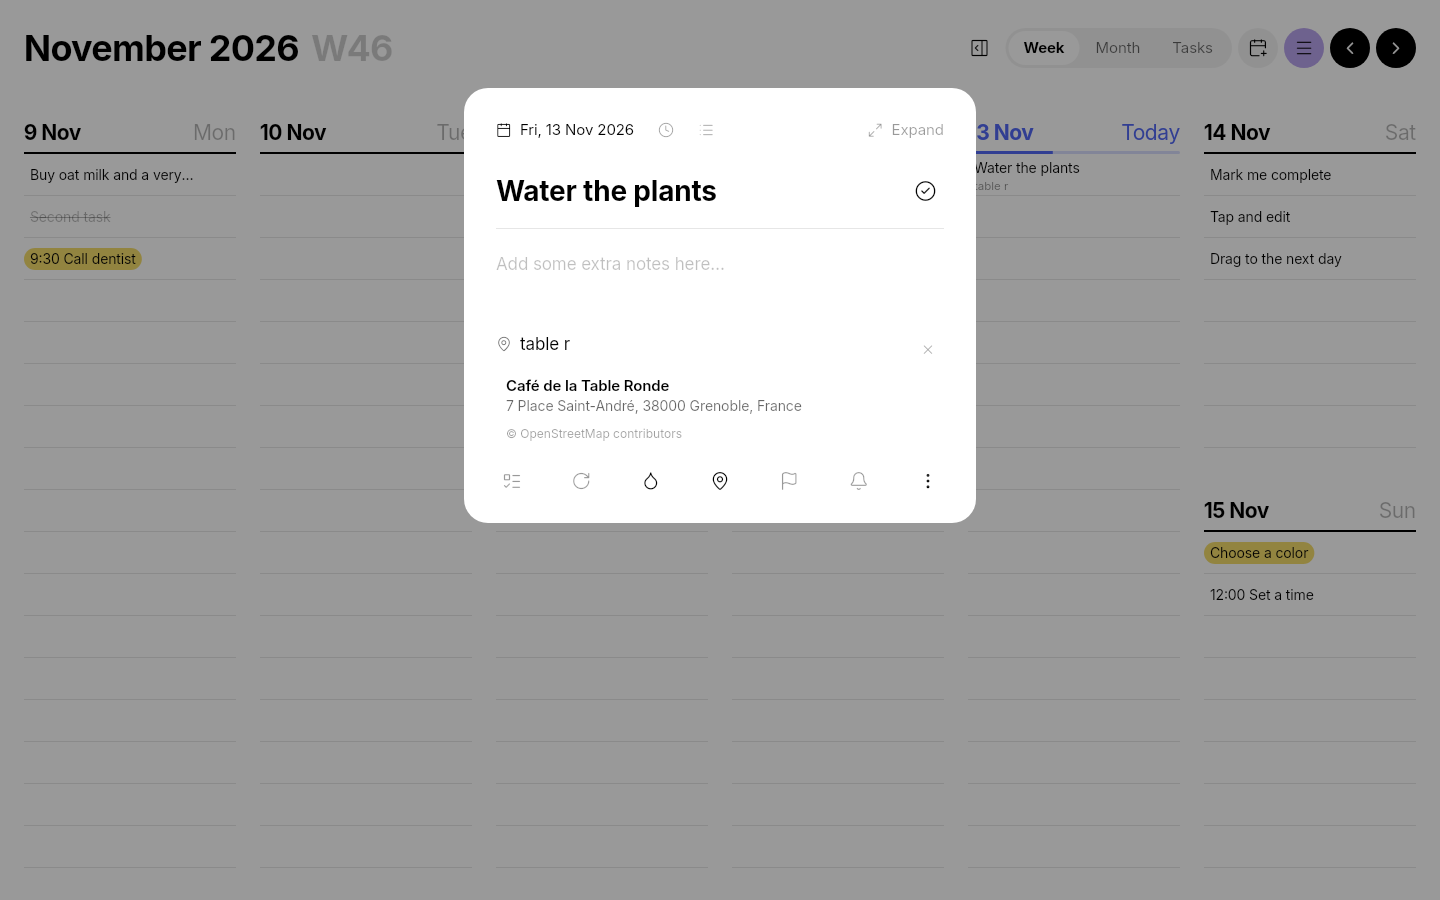 November 2026 W46
Week
Month
Tasks
9 Nov Mon
Buy oat milk and a very...
Second task
9:30 Call dentist
10 Nov Tue
3 Nov Today
Water the plants
table r
14 Nov Sat
Mark me complete
Tap and edit
Drag to the next day
15 Nov Sun
Choose a color
12:00 Set a time
Fri, 13 Nov 2026
Expand
Water the plants
Add some extra notes here...
table r
Café de la Table Ronde
7 Place Saint-André, 38000 Grenoble, France
© OpenStreetMap contributors